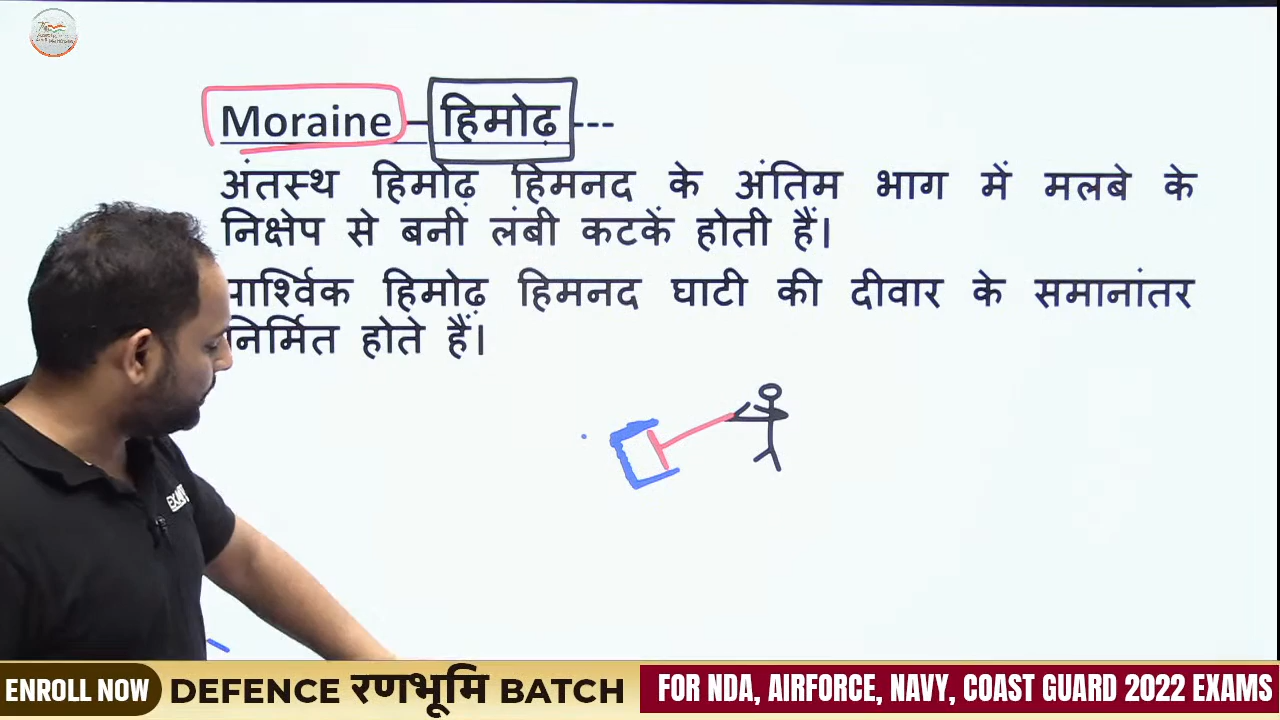 Moraine – हिमोढ़ ---
अंतस्थ हिमोढ़ हिमनद के अंतिम भाग में मलबे के
निक्षेप से बनी लंबी कटकें होती हैं।
पार्श्विक हिमोढ़ हिमनद घाटी की दीवार के समानांतर
निर्मित होते हैं।
ENROLL NOW DEFENCE रणभूमि BATCH FOR NDA, AIRFORCE, NAVY, COAST GUARD 2022 EXAMS